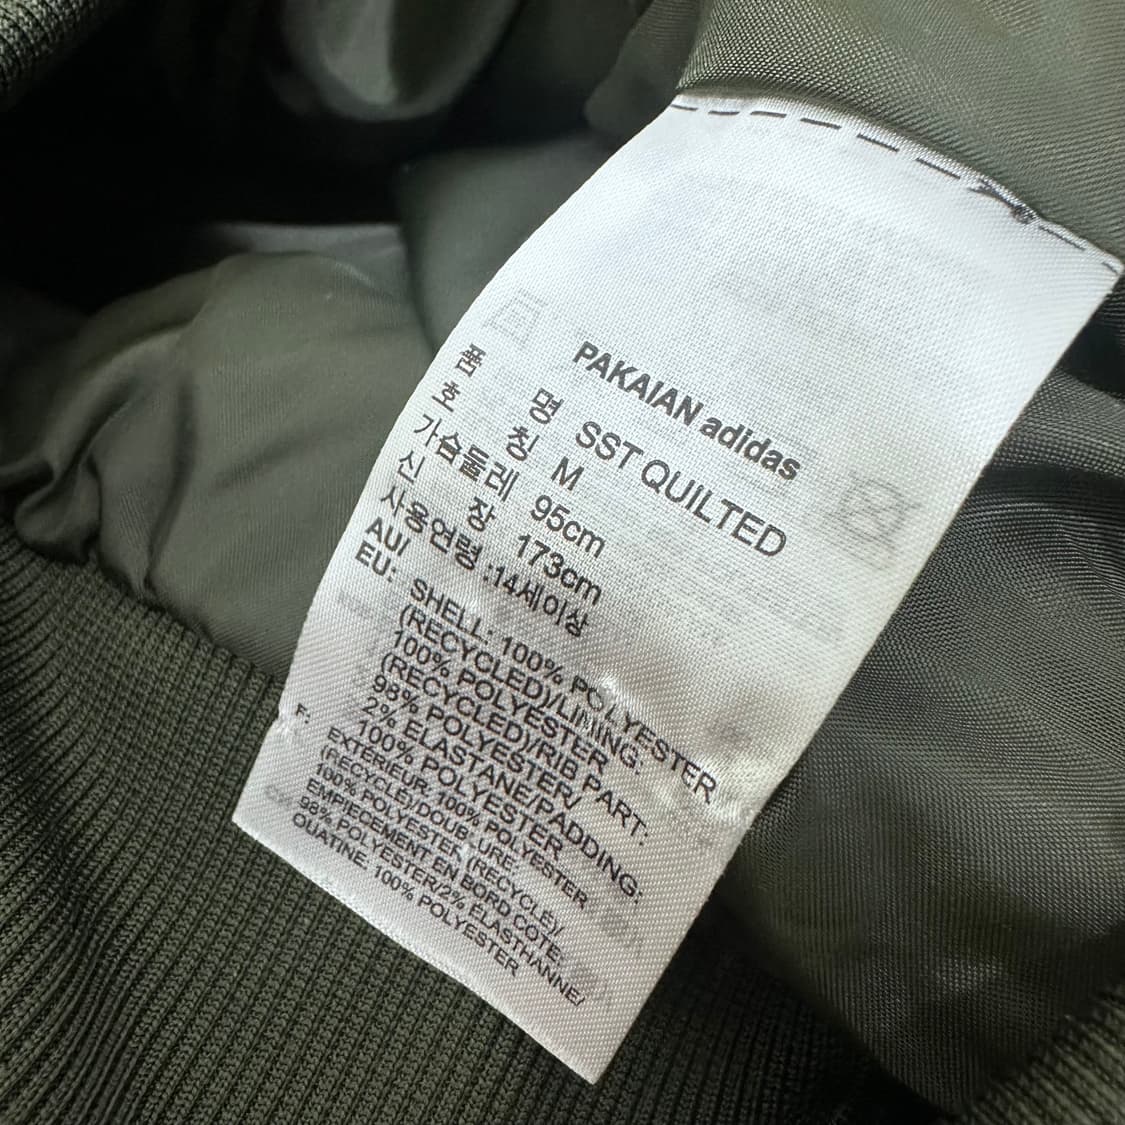 PAKAIAN adidas
품 명 SST QUILTED
호 칭 M
가슴둘레 95cm
신 장 173cm
사용연령 :14세이상
AU/
EU: SHELL: 100% POLYESTER
(RECYCLED)/LINING:
100% POLYESTER
(RECYCLED)/RIB PART:
98% POLYESTER/
2% ELASTANE/PADDING:
100% POLYESTER
F: EXTÉRIEUR: 100% POLYESTER
(RECYCLÉ)/DOUBLURE:
100% POLYESTER (RECYCLÉ)/
EMPIECEMENT EN BORD COTE:
98% POLYESTER/2% ELASTHANNE/
OUATINE: 100% POLYESTER